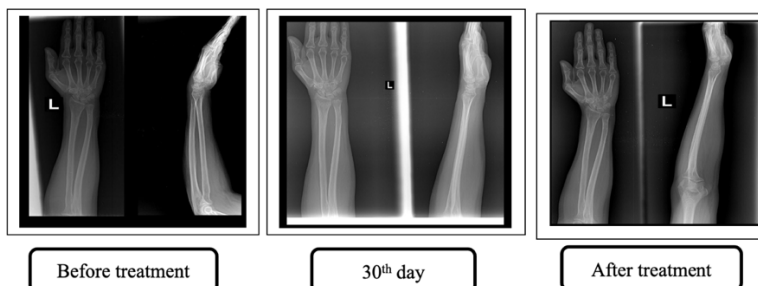 L
L
L
Before treatment
30th day
After treatment